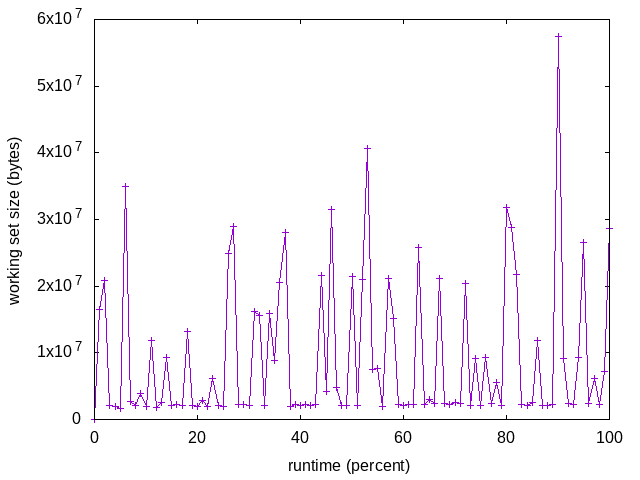 6x10^7
5x10^7
4x10^7
3x10^7
2x10^7
1x10^7
0
working set size (bytes)
0 20 40 60 80 100
runtime (percent)